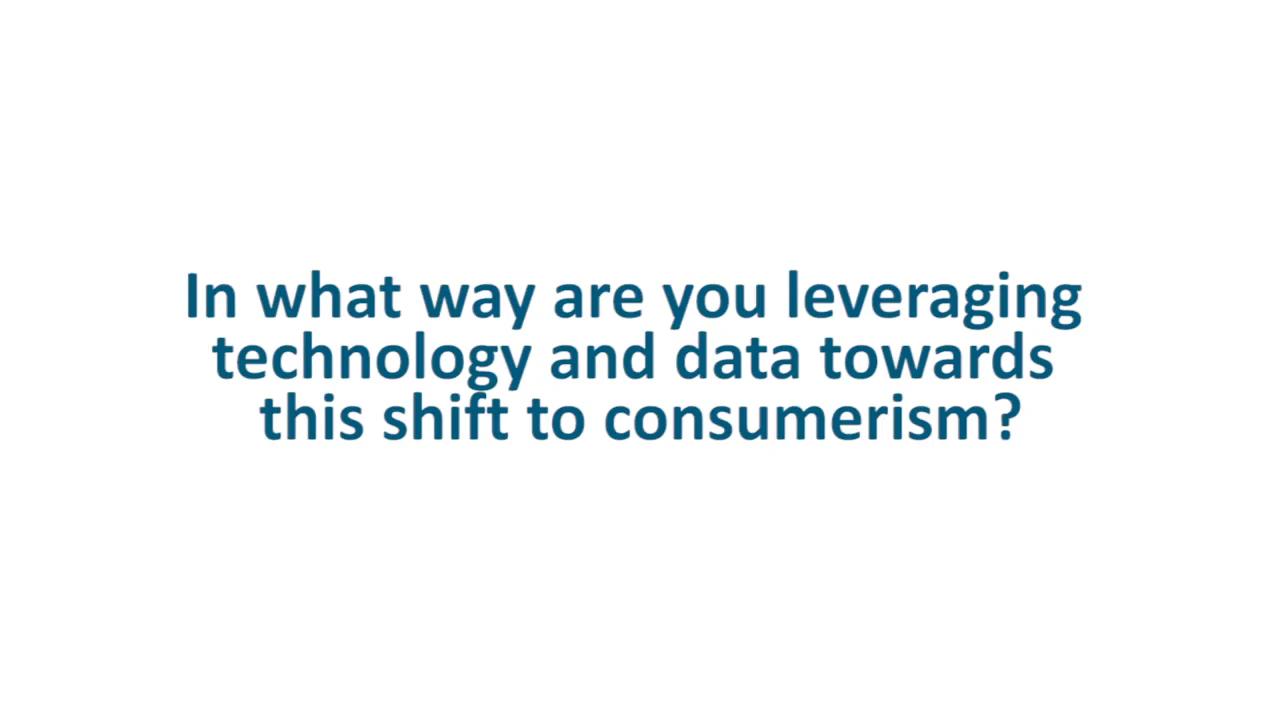 In what way are you leveraging
technology and data towards
this shift to consumerism?